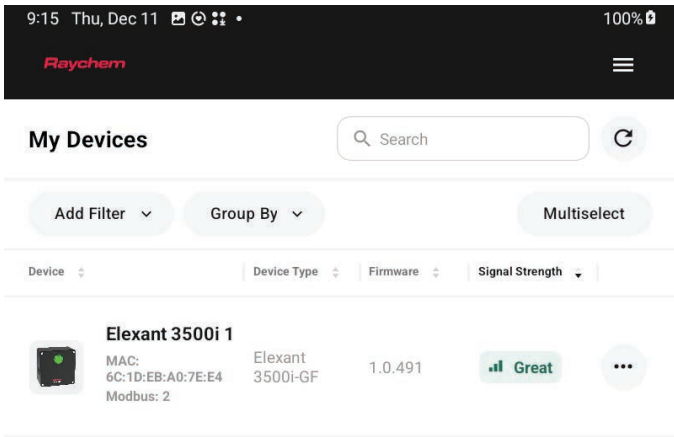 9:15 Thu, Dec 11 100%
Raychem
My Devices Search
Add Filter Group By Multiselect
Device Device Type Firmware Signal Strength
Elexant 3500i 1
MAC:
6C:1D:EB:A0:7E:E4
Modbus: 2
Elexant
3500i-GF
1.0.491
Great